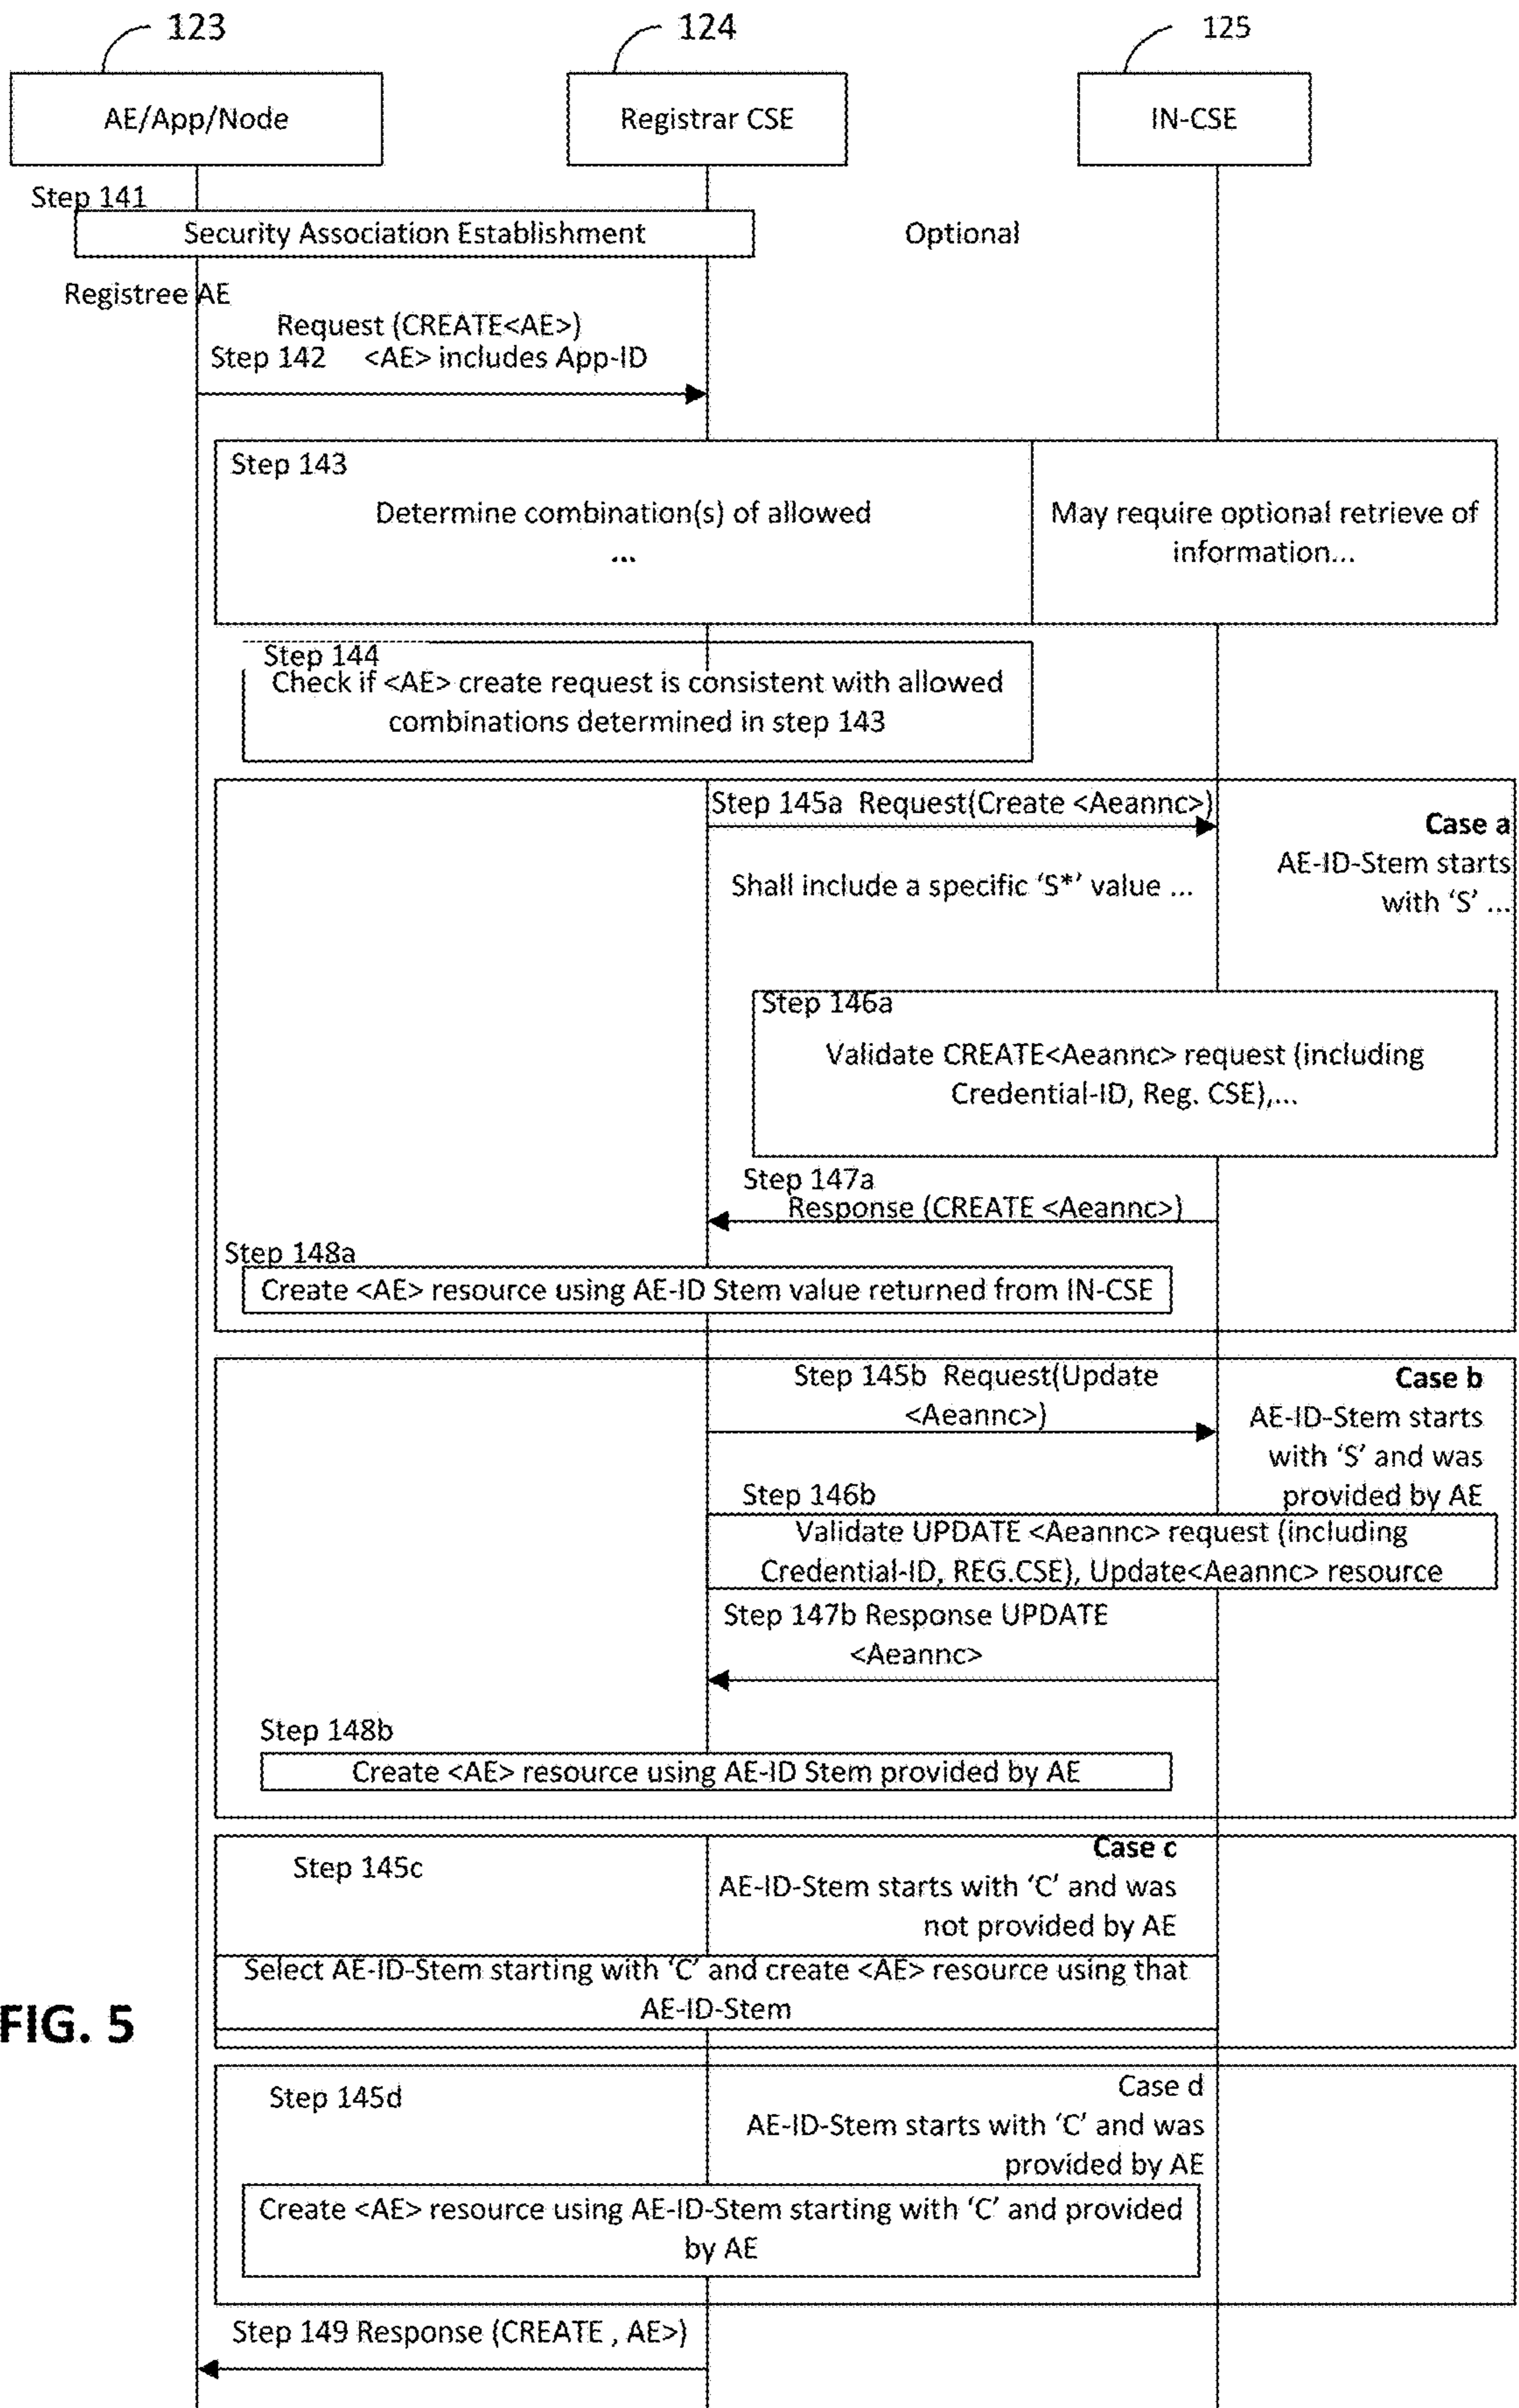 123
124
125
AE/App/Node
Registrar CSE
IN-CSE
Step 141
Security Association Establishment
Optional
Registree AE
Request (CREATE<AE>)
Step 142 <AE> includes App-ID
Step 143
Determine combination(s) of allowed
...
May require optional retrieve of
information...
Step 144
Check if <AE> create request is consistent with allowed
combinations determined in step 143
Step 145a Request(Create <Aeannc>)
Case a
AE-ID-Stem starts
with ‘S’ ...
Shall include a specific ‘S*’ value ...
Step 146a
Validate CREATE<Aeannc> request (including
Credential-ID, Reg. CSE),...
Step 147a
Response (CREATE <Aeannc>)
Step 148a
Create <AE> resource using AE-ID Stem value returned from IN-CSE
Step 145b Request(Update
<Aeannc>)
Case b
AE-ID-Stem starts
with ‘S’ and was
provided by AE
Step 146b
Validate UPDATE <Aeannc> request (including
Credential-ID, REG.CSE), Update<Aeannc> resource
Step 147b Response UPDATE
<Aeannc>
Step 148b
Create <AE> resource using AE-ID Stem provided by AE
Step 145c
Case c
AE-ID-Stem starts with ‘C’ and was
not provided by AE
Select AE-ID-Stem starting with ‘C’ and create <AE> resource using that
AE-ID-Stem
FIG. 5
Step 145d
Case d
AE-ID-Stem starts with ‘C’ and was
provided by AE
Create <AE> resource using AE-ID-Stem starting with ‘C’ and provided
by AE
Step 149 Response (CREATE , AE>)